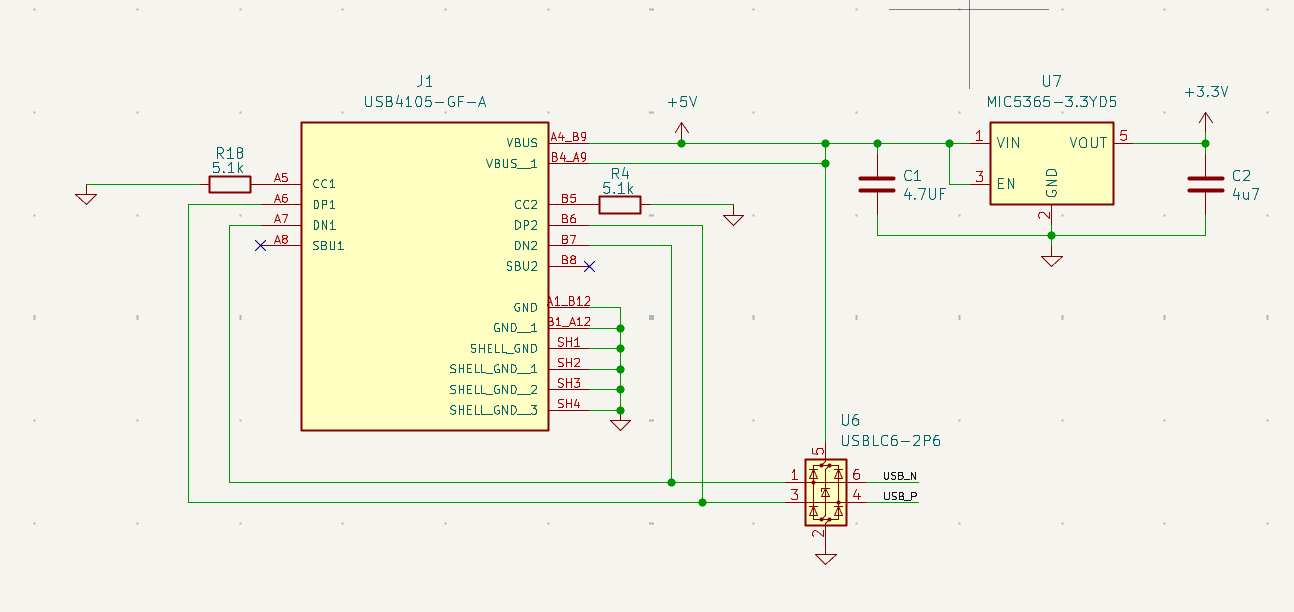 J1
USB4105-GF-A
VBUS
A4_B9
VBUS__1
B4_A9
R18
5.1k
A5
CC1
A6
DP1
A7
DN1
A8
SBU1
R4
5.1k
CC2
B5
DP2
B6
DN2
B7
SBU2
B8
GND
A1_B12
GND__1
B1_A12
SHELL_GND
SH1
SHELL_GND__1
SH2
SHELL_GND__2
SH3
SHELL_GND__3
SH4
+5V
C1
4.7UF
U7
MIC5365-3.3YD5
1
VIN
VOUT
5
3
EN
GND
2
+3.3V
C2
4u7
U6
USBLC6-2P6
5
1
6
USB_N
3
4
USB_P
2